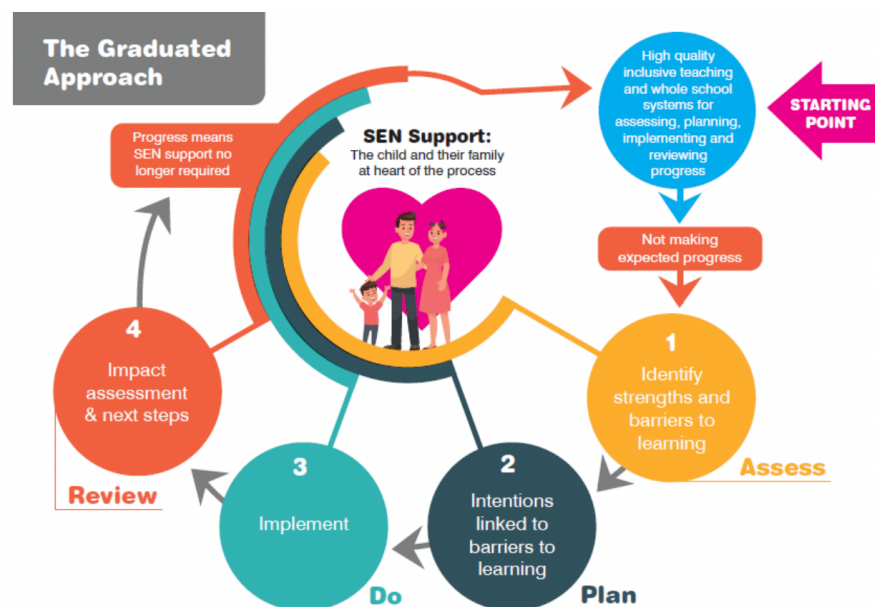 The Graduated
Approach
High quality
inclusive teaching
and whole school
systems for
assessing, planning,
implementing and
reviewing
progress
STARTING
POINT
Progress means
SEN support no
longer required
SEN Support:
The child and their family
at heart of the process
Not making
expected progress
1
Identify
strengths and
barriers to
learning
Assess
2
Intentions
linked to
barriers to
learning
Plan
3
Implement
Do
4
Impact
assessment
& next steps
Review